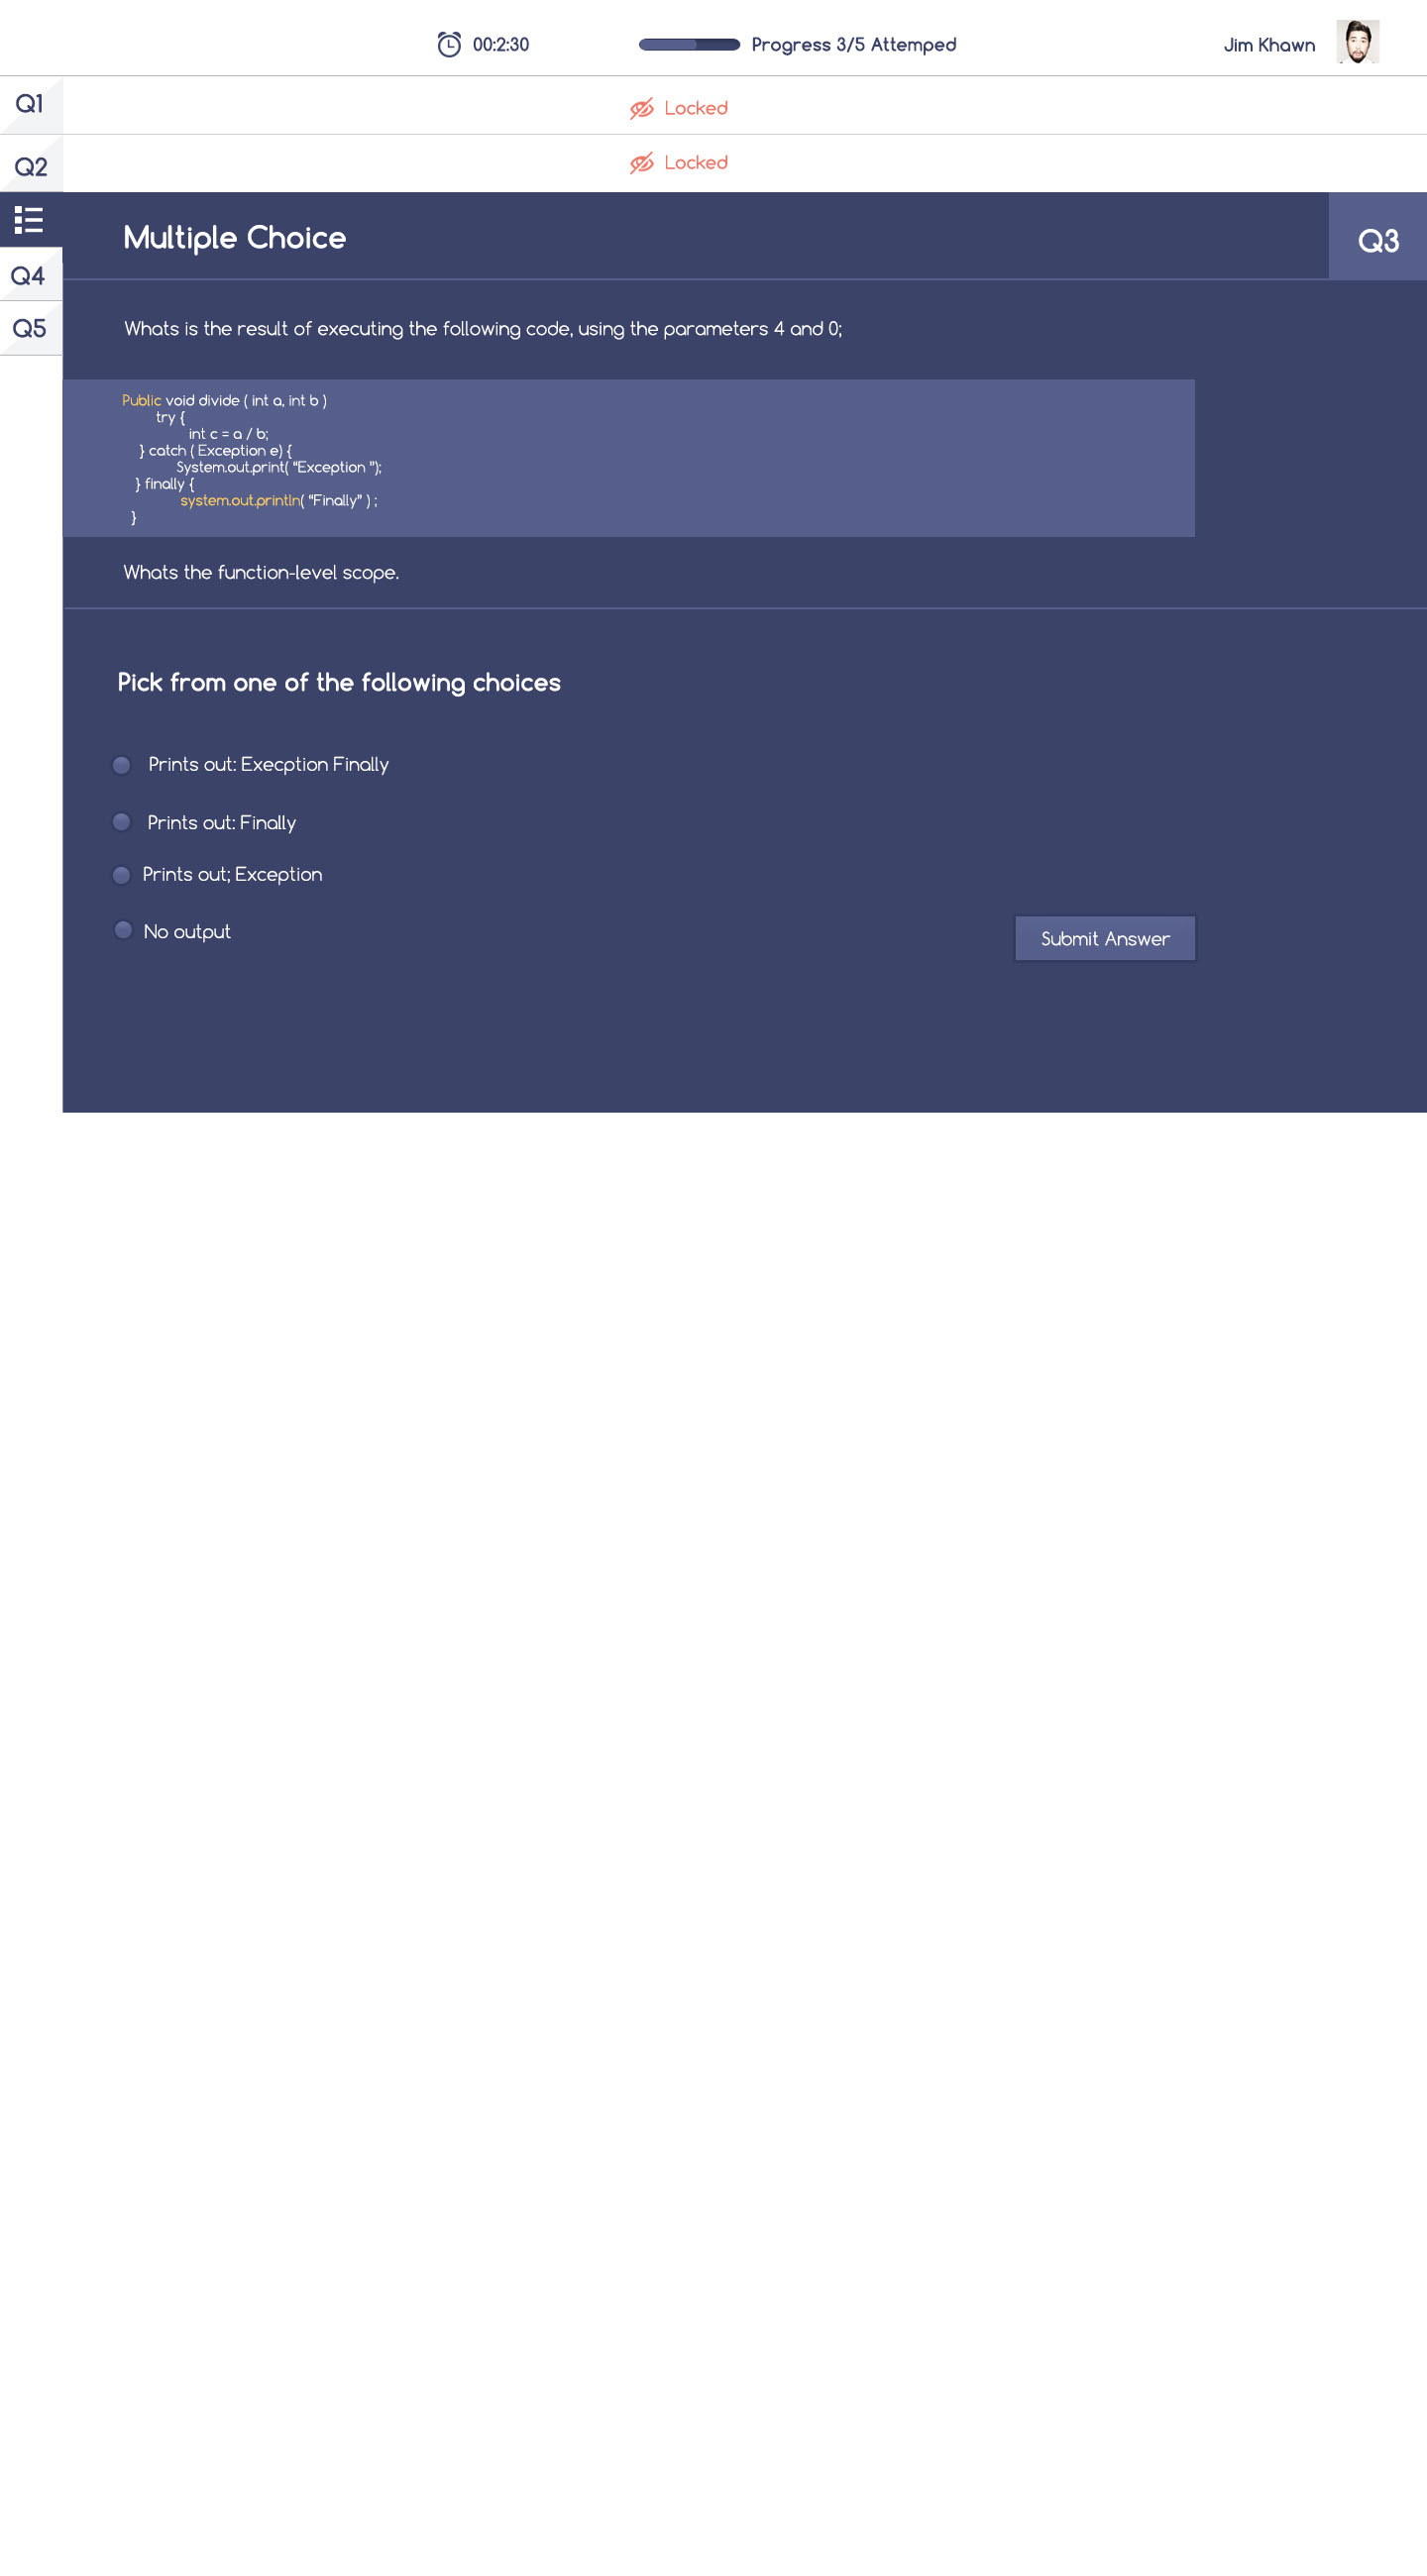 00:2:30
Progress 3/5 Attemped
Jim Khawn
Q1
Locked
Q2
Locked
Multiple Choice
Q3
Q4
Q5
Whats is the result of executing the following code, using the parameters 4 and 0;
Public void divide ( int a, int b )
try {
int c = a / b;
} catch ( Exception e) {
System.out.print( “Exception ”);
} finally {
system.out.println( “Finally” ) ;
}
Whats the function-level scope.
Pick from one of the following choices
Prints out: Execption Finally
Prints out: Finally
Prints out; Exception
No output
Submit Answer